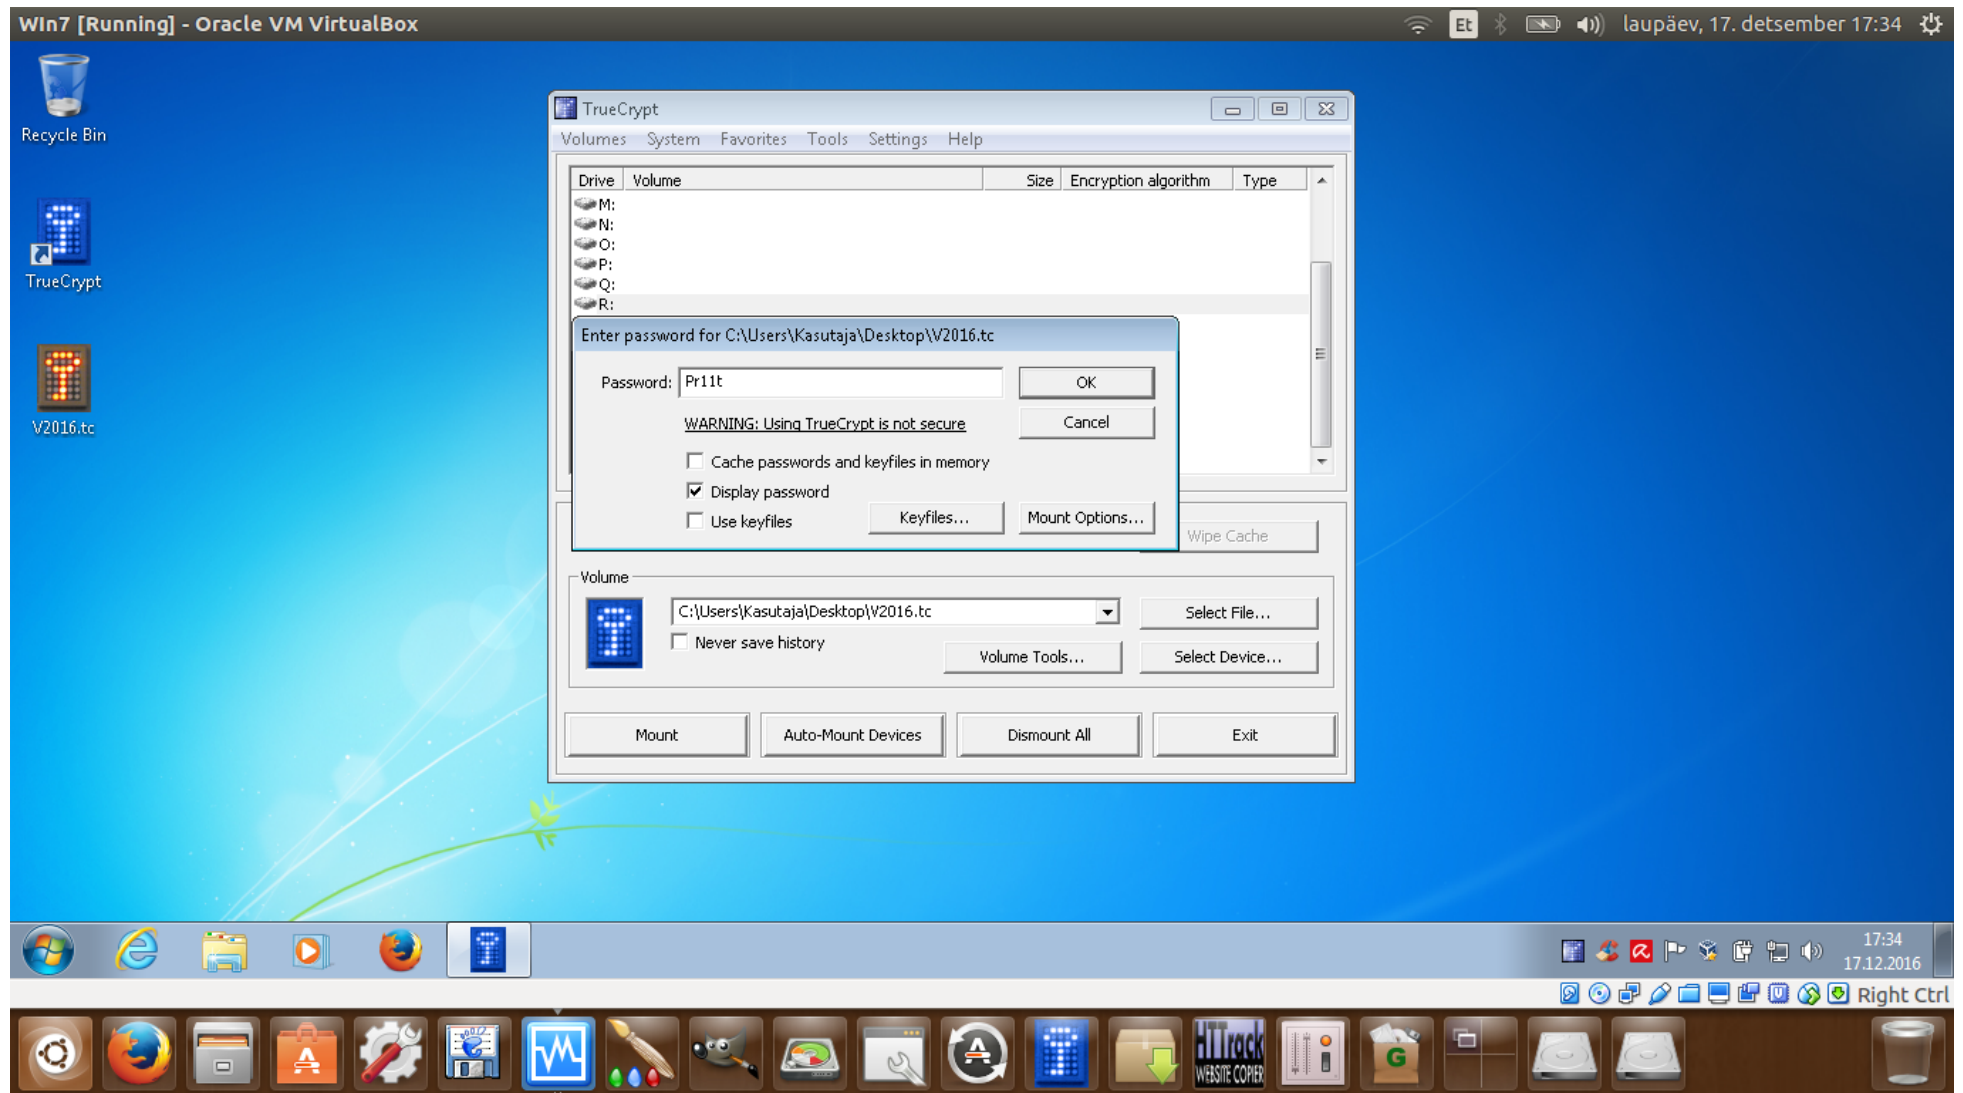 WIn7 [Running] - Oracle VM VirtualBox
Et
laupäev, 17. detsember 17:34
Recycle Bin
TrueCrypt
V2016.tc
TrueCrypt
Volumes System Favorites Tools Settings Help
Drive Volume Size Encryption algorithm Type
M:
N:
O:
P:
Q:
R:
Enter password for C:\Users\Kasutaja\Desktop\V2016.tc
Password: Pr11t OK
WARNING: Using TrueCrypt is not secure Cancel
Cache passwords and keyfiles in memory
Display password
Use keyfiles Keyfiles... Mount Options...
Wipe Cache
Volume
C:\Users\Kasutaja\Desktop\V2016.tc Select File...
Never save history
Volume Tools... Select Device...
Mount Auto-Mount Devices Dismount All Exit
17:34
17.12.2016
Right Ctrl
HTTrack
WEBSITE COPIER
G